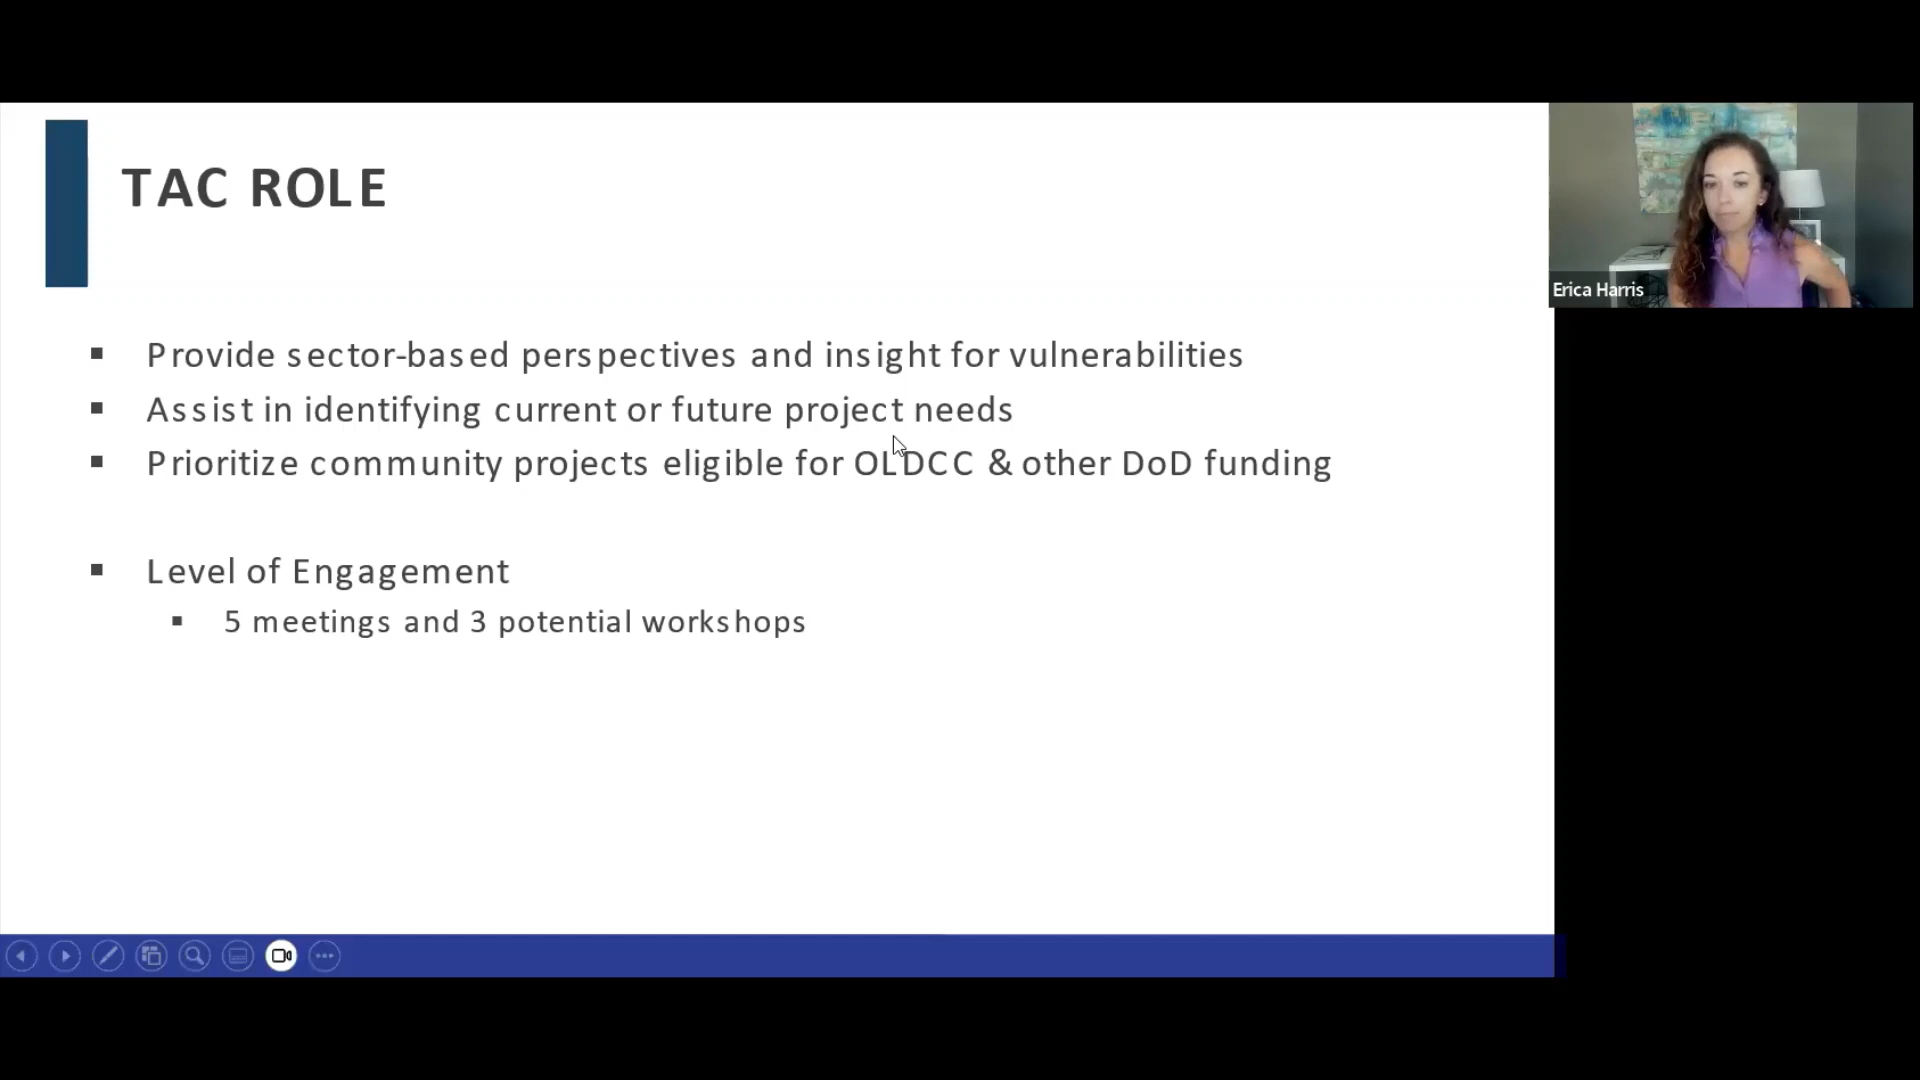 TAC ROLE
Provide sector-based perspectives and insight for vulnerabilities
Assist in identifying current or future project needs
Prioritize community projects eligible for OLDCC & other DoD funding
Level of Engagement
5 meetings and 3 potential workshops
Erica Harris